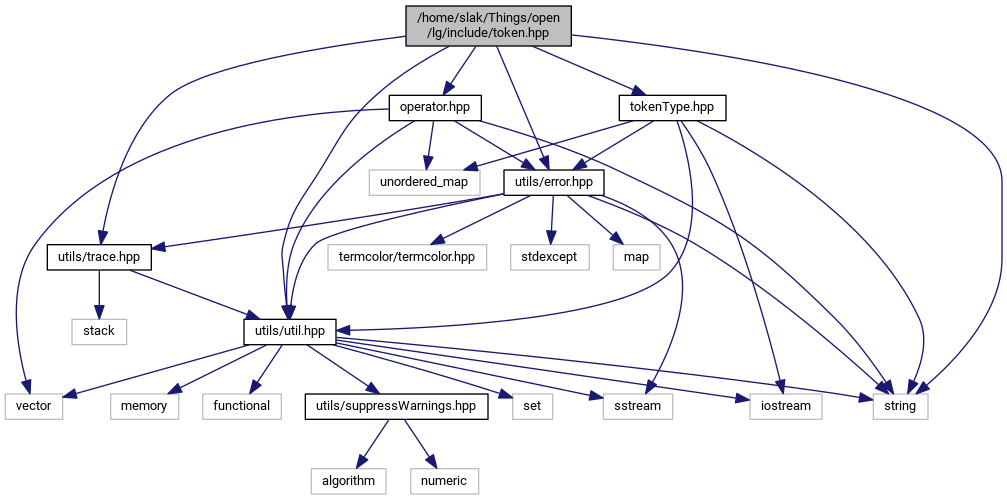 /home/slak/Things/open
/lg/include/token.hpp
operator.hpp
tokenType.hpp
unordered_map
utils/error.hpp
utils/trace.hpp
termcolor/termcolor.hpp
stdexcept
map
stack
utils/util.hpp
vector
memory
functional
utils/suppressWarnings.hpp
set
sstream
iostream
string
algorithm
numeric